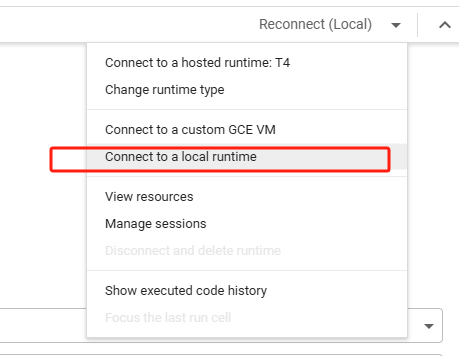 Reconnect (Local)
Connect to a hosted runtime: T4
Change runtime type
Connect to a custom GCE VM
Connect to a local runtime
View resources
Manage sessions
Disconnect and delete runtime
Show executed code history
Focus the last run cell